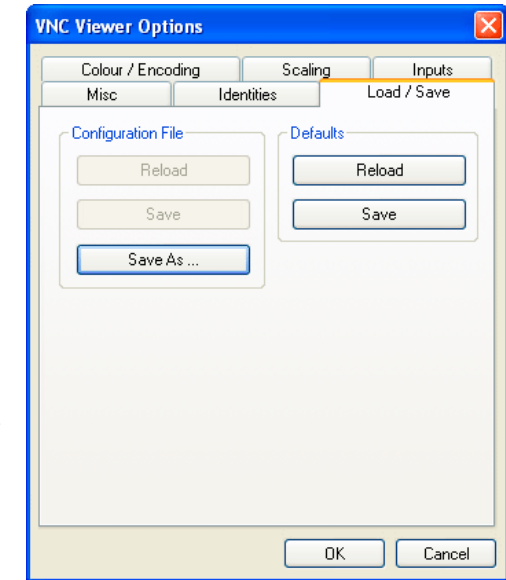 VNC Viewer Options
Colour / Encoding Scaling Inputs
Misc Identities Load / Save
Configuration File Defaults
Reload Reload
Save Save
Save As ...
OK Cancel